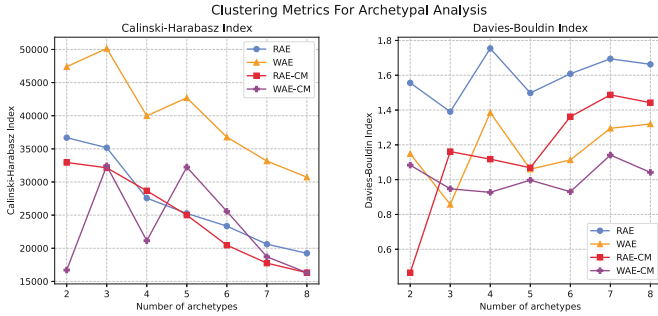 Clustering Metrics For Archetypal Analysis
Calinski-Harabasz Index
Calinski-Harabasz Index
50000
45000
40000
35000
30000
25000
20000
15000
2 3 4 5 6 7 8
Number of archetypes
RAE
WAE
RAE-CM
WAE-CM
Davies-Bouldin Index
Davies-Bouldin Index
1.8
1.6
1.4
1.2
1.0
0.8
0.6
2 3 4 5 6 7 8
Number of archetypes
RAE
WAE
RAE-CM
WAE-CM